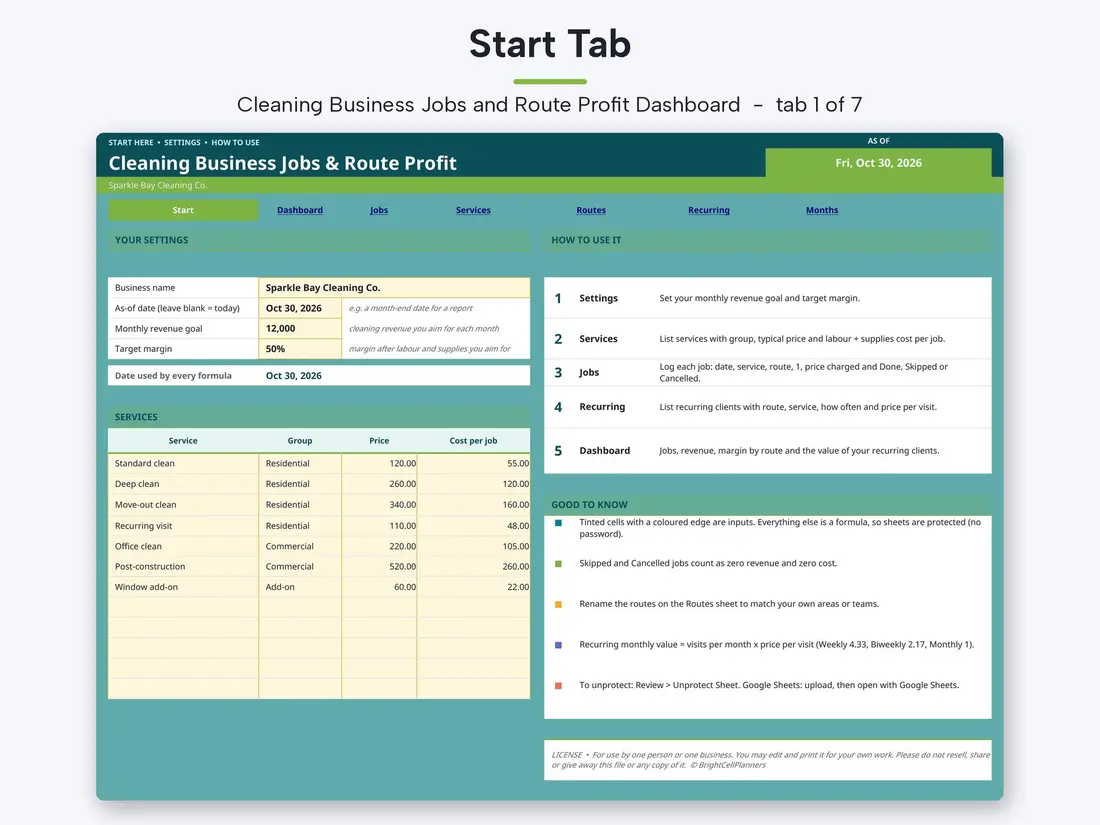 Start Tab
Cleaning Business Jobs and Route Profit Dashboard - tab 1 of 7
START HERE • SETTINGS • HOW TO USE
AS OF
Cleaning Business Jobs & Route Profit
Fri, Oct 30, 2026
Sparkle Bay Cleaning Co.
Start Dashboard Jobs Services Routes Recurring Months
YOUR SETTINGS
Business name Sparkle Bay Cleaning Co.
As-of date (leave blank = today) Oct 30, 2026 e.g. a month-end date for a report
Monthly revenue goal 12,000 cleaning revenue you aim for each month
Target margin 50% margin after labour and supplies you aim for
Date used by every formula Oct 30, 2026
SERVICES
Service Group Price Cost per job
Standard clean Residential 120.00 55.00
Deep clean Residential 260.00 120.00
Move-out clean Residential 340.00 160.00
Recurring visit Residential 110.00 48.00
Office clean Commercial 220.00 105.00
Post-construction Commercial 520.00 260.00
Window add-on Add-on 60.00 22.00
HOW TO USE IT
1 Settings Set your monthly revenue goal and target margin.
2 Services List services with group, typical price and labour + supplies cost per job.
3 Jobs Log each job: date, service, route, 1, price charged and Done, Skipped or
Cancelled.
4 Recurring List recurring clients with route, service, how often and price per visit.
5 Dashboard Jobs, revenue, margin by route and the value of your recurring clients.
GOOD TO KNOW
Tinted cells with a coloured edge are inputs. Everything else is a formula, so sheets are protected (no
password).
Skipped and Cancelled jobs count as zero revenue and zero cost.
Rename the routes on the Routes sheet to match your own areas or teams.
Recurring monthly value = visits per month x price per visit (Weekly 4.33, Biweekly 2.17, Monthly 1).
To unprotect: Review > Unprotect Sheet. Google Sheets: upload, then open with Google Sheets.
LICENSE • For use by one person or one business. You may edit and print it for your own work. Please do not resell, share
or give away this file or any copy of it. © BrightCellPlanners